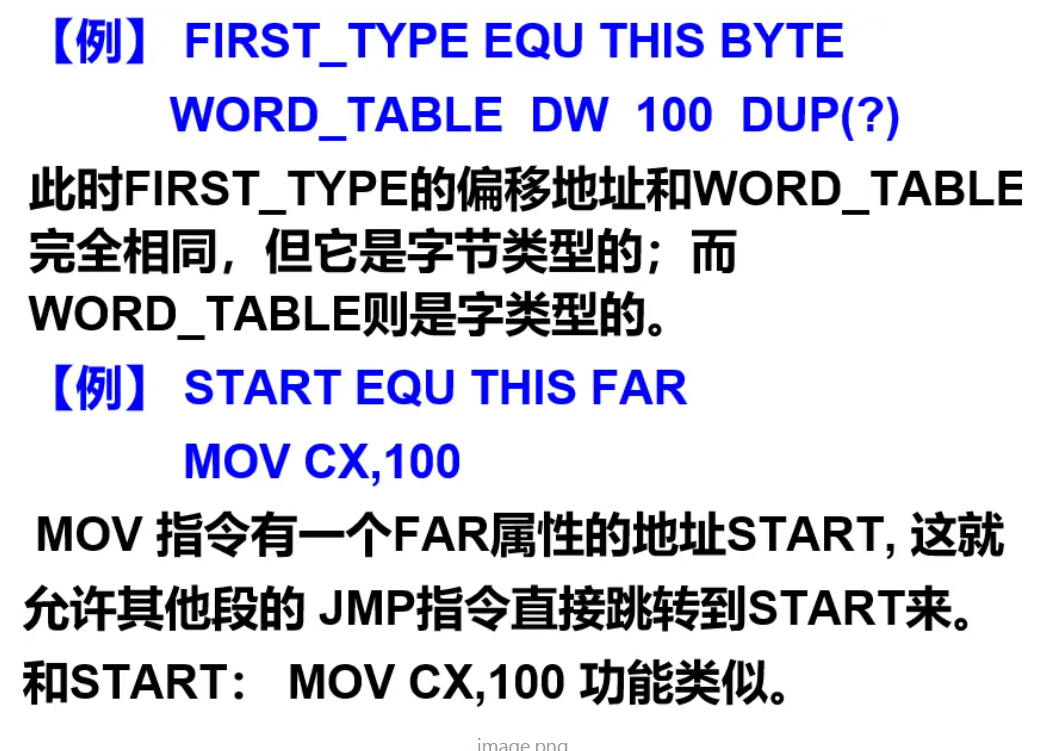 【例】 FIRST_TYPE EQU THIS BYTE
WORD_TABLE DW 100 DUP(?)
此时FIRST_TYPE的偏移地址和WORD_TABLE
完全相同，但它是字节类型的；而
WORD_TABLE则是字类型的。
【例】 START EQU THIS FAR
MOV CX,100
MOV 指令有一个FAR属性的地址START, 这就
允许其他段的 JMP指令直接跳转到START来。
和START： MOV CX,100 功能类似。
image.png